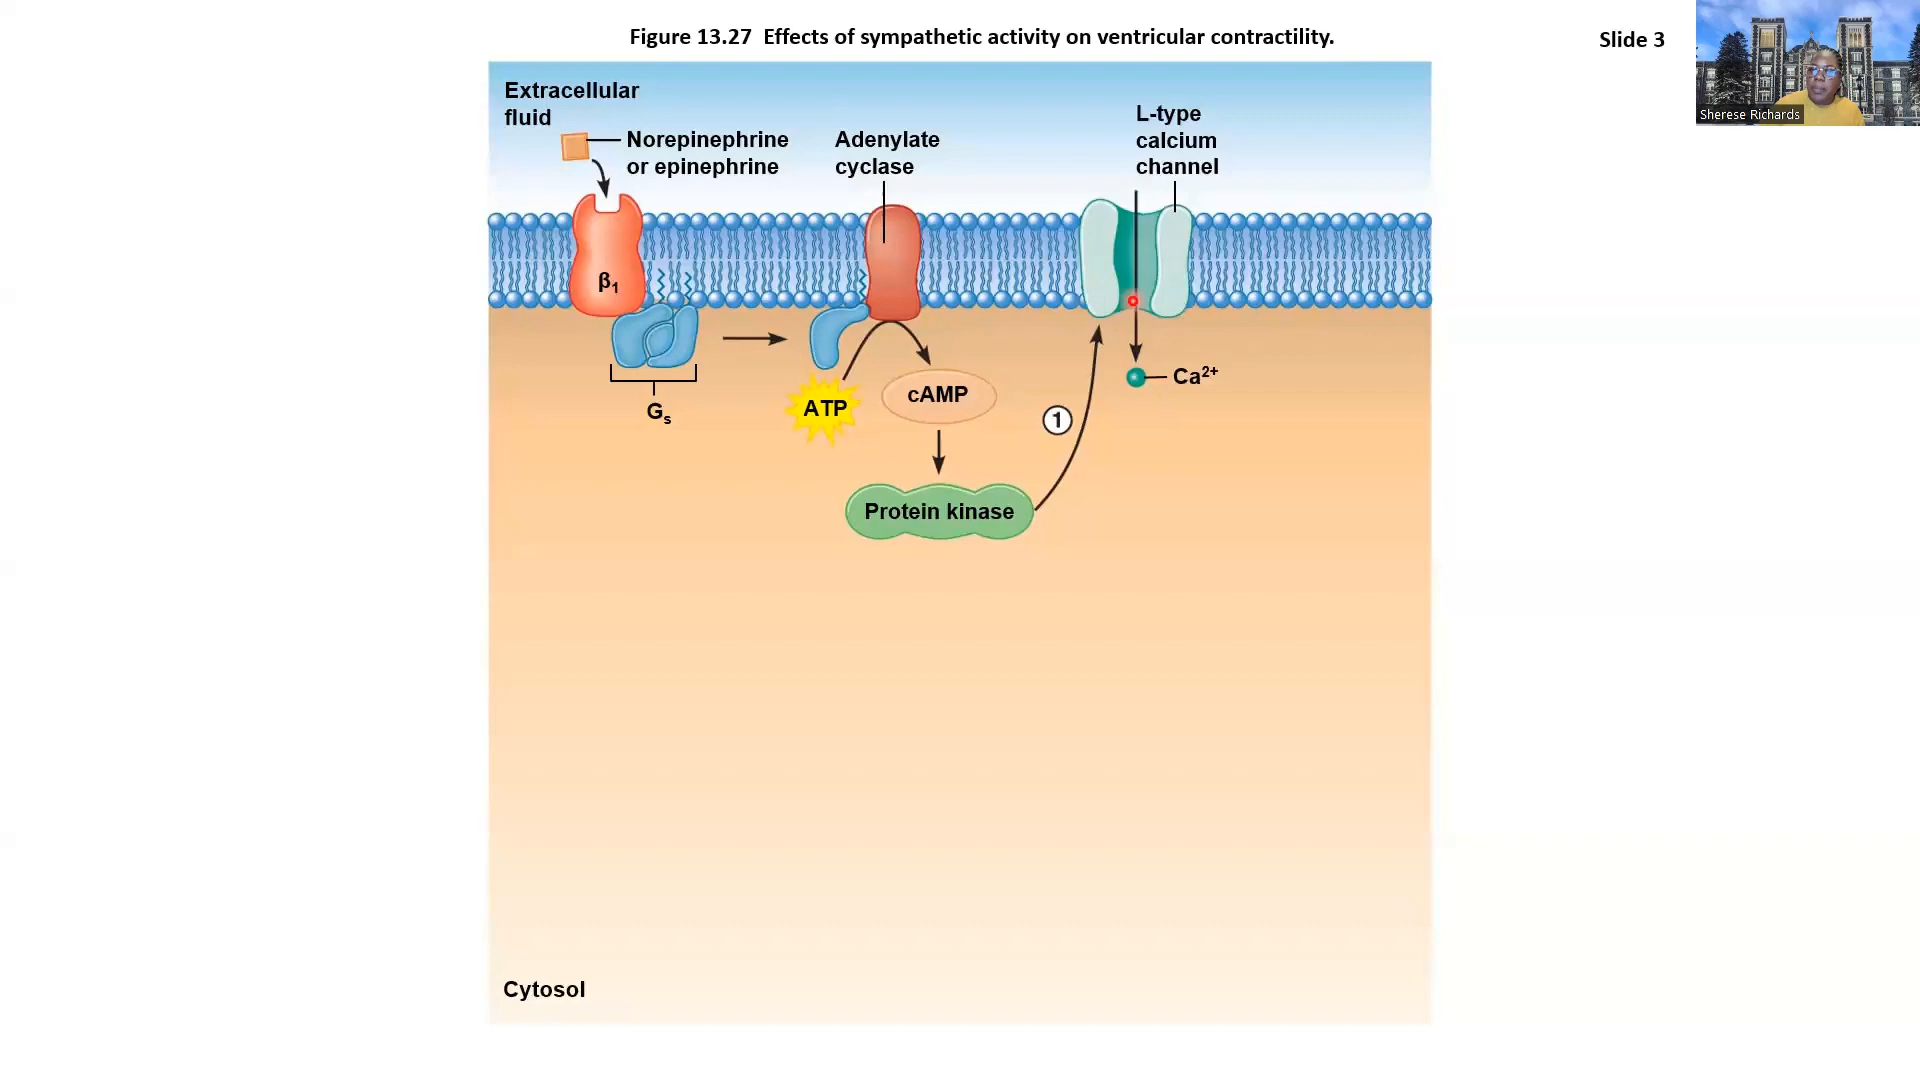 Figure 13.27 Effects of sympathetic activity on ventricular contractility.
Slide 3
Sherese Richards
Extracellular
fluid
Norepinephrine
or epinephrine
Adenylate
cyclase
L-type
calcium
channel
β₁
Gₛ
ATP
cAMP
Ca²⁺
1
Protein kinase
Cytosol